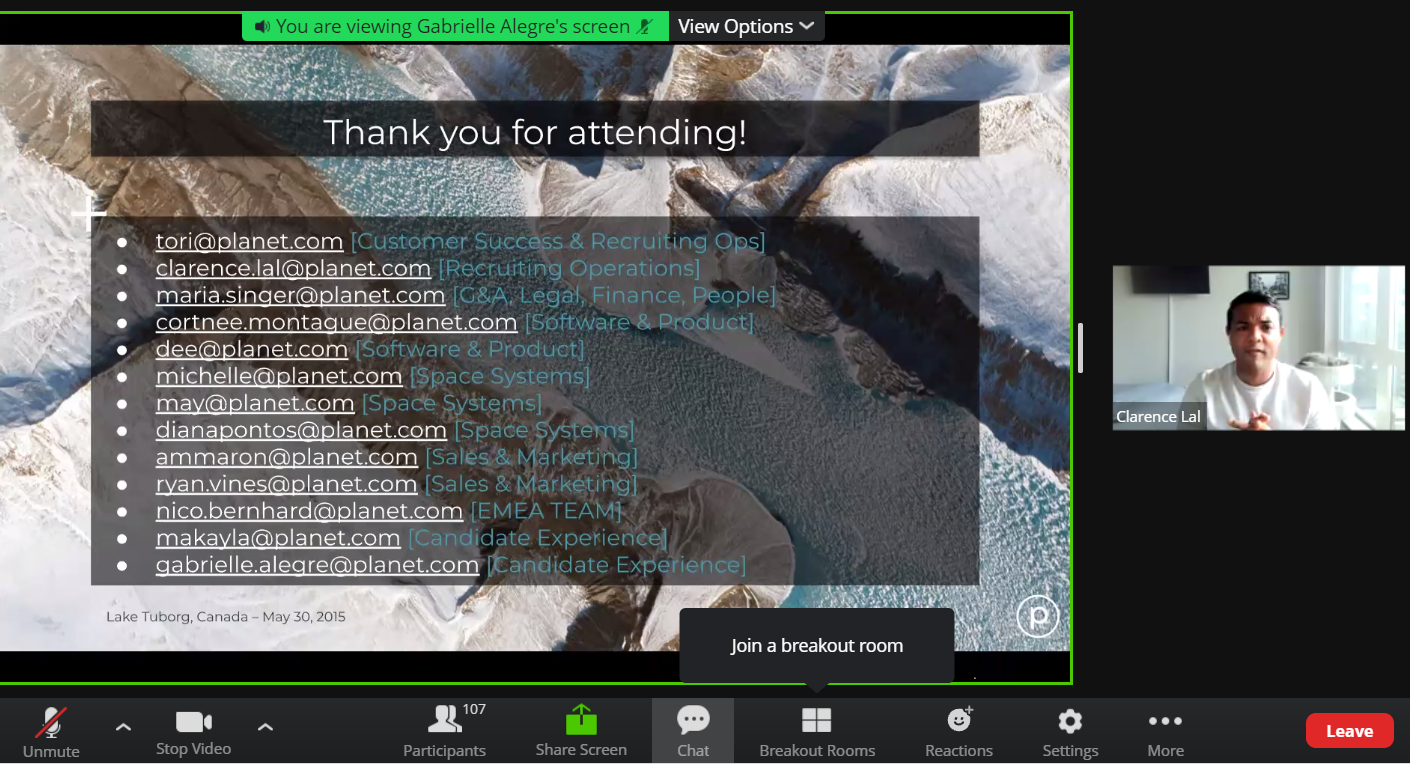 You are viewing Gabrielle Alegre's screen
View Options
Thank you for attending!
tori@planet.com [Customer Success & Recruiting Ops]
clarence.lal@planet.com [Recruiting Operations]
maria.singer@planet.com [G&A, Legal, Finance, People]
cortnee.montague@planet.com [Software & Product]
dee@planet.com [Software & Product]
michelle@planet.com [Space Systems]
may@planet.com [Space Systems]
dianapontos@planet.com [Space Systems]
ammaron@planet.com [Sales & Marketing]
ryan.vines@planet.com [Sales & Marketing]
nico.bernhard@planet.com [EMEA TEAM]
makayla@planet.com [Candidate Experience]
gabrielle.alegre@planet.com [Candidate Experience]
Lake Tuborg, Canada – May 30, 2015
p
Clarence Lal
Join a breakout room
Unmute
Stop Video
Participants
107
Share Screen
Chat
Breakout Rooms
Reactions
Settings
More
Leave